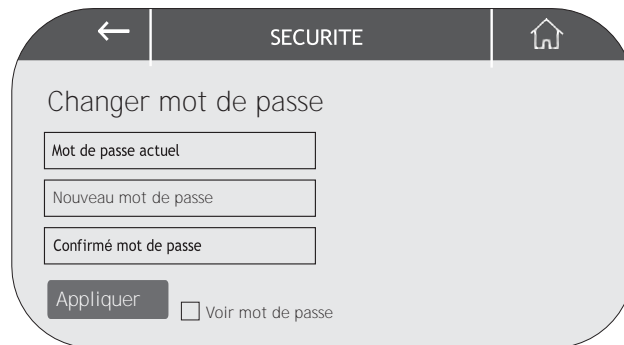 SECURITE
Changer mot de passe
Mot de passe actuel
Nouveau mot de passe
Confirmé mot de passe
Appliquer
Voir mot de passe